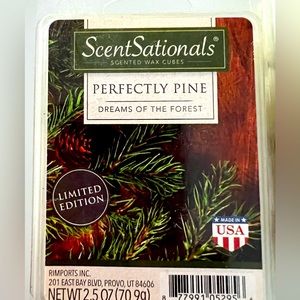 ScentSationals®
SCENTED WAX CUBES
PERFECTLY PINE
DREAMS OF THE FOREST
LIMITED
EDITION
MADE IN
USA
RIMPORTS INC.
201 EAST BAY BLVD, PROVO, UT 84606
NET WT 2.5 OZ (70.9g)